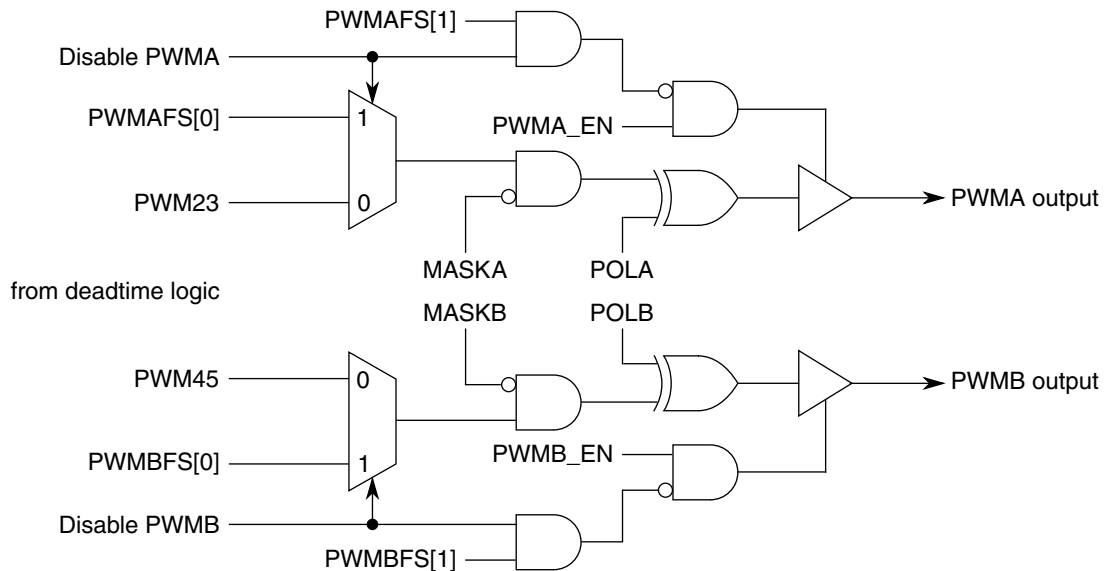 PWMAFS[1]
Disable PWMA
PWMAFS[0]
1
PWMA_EN
PWM23
0
PWMA output
MASKA
POLA
from deadtime logic
MASKB
POLB
PWM45
0
PWMB output
PWMB_EN
PWMBFS[0]
1
Disable PWMB
PWMBFS[1]